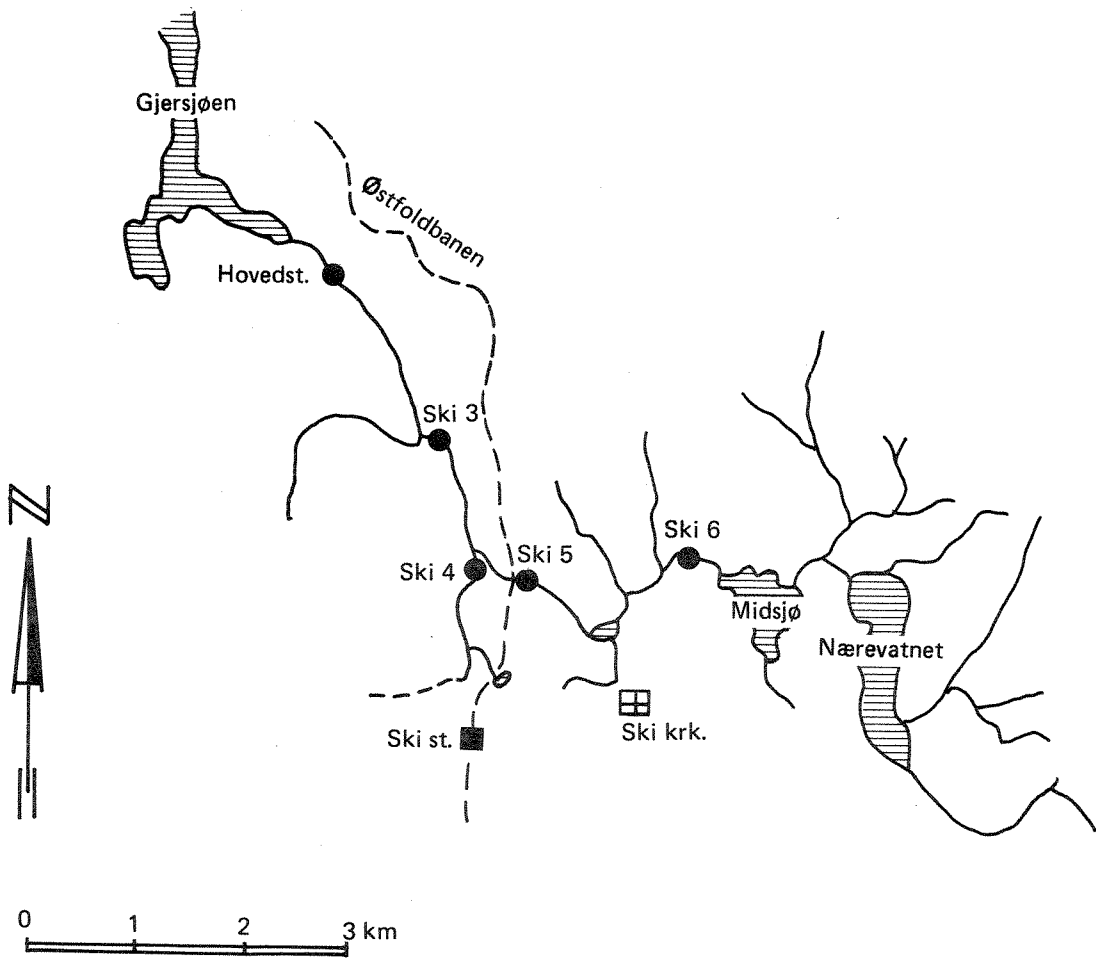 Gjersjøen
Østfoldbanen
Hovedst.
Ski 3
N
Ski 6
Ski 5
Ski 4
Midsjø
Nærevatnet
Ski st.
Ski krk.
0 1 2 3 km